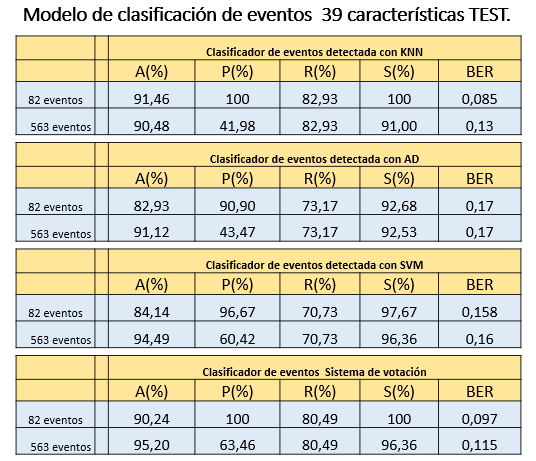 Modelo de clasificación de eventos 39 características TEST.
Clasificador de eventos detectada con KNN
A(%) P(%) R(%) S(%) BER
82 eventos 91,46 100 82,93 100 0,085
563 eventos 90,48 41,98 82,93 91,00 0,13
Clasificador de eventos detectada con AD
A(%) P(%) R(%) S(%) BER
82 eventos 82,93 90,90 73,17 92,68 0,17
563 eventos 91,12 43,47 73,17 92,53 0,17
Clasificador de eventos detectada con SVM
A(%) P(%) R(%) S(%) BER
82 eventos 84,14 96,67 70,73 97,67 0,158
563 eventos 94,49 60,42 70,73 96,36 0,16
Clasificador de eventos Sistema de votación
A(%) P(%) R(%) S(%) BER
82 eventos 90,24 100 80,49 100 0,097
563 eventos 95,20 63,46 80,49 96,36 0,115